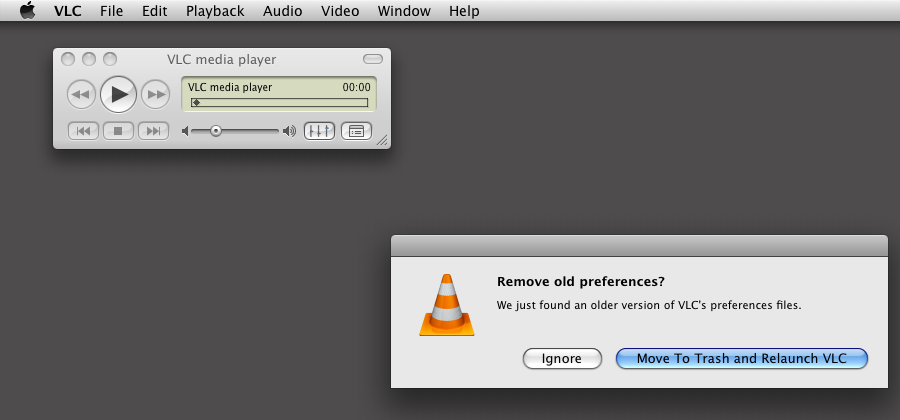 VLC File Edit Playback Audio Video Window Help
VLC media player
VLC media player 00:00
Remove old preferences?
We just found an older version of VLC's preferences files.
Ignore Move To Trash and Relaunch VLC